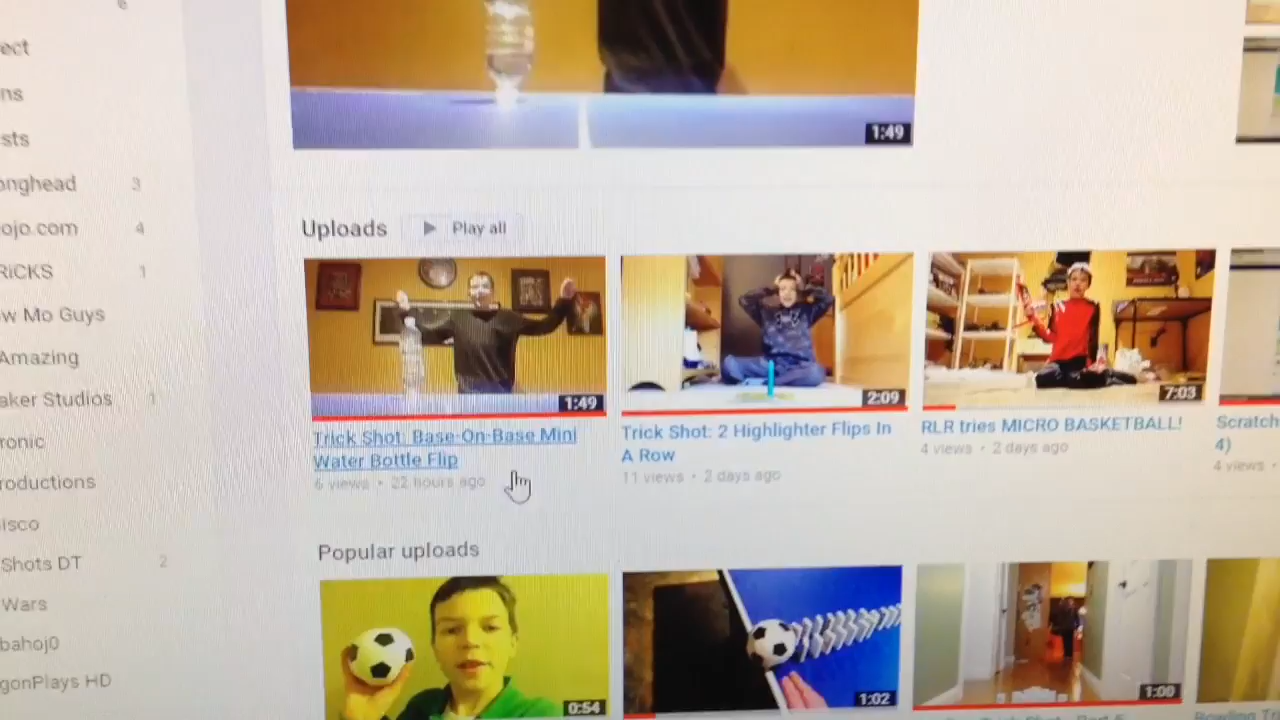 ect
ns
1:49
sts
onghead 3
ojo.com 4
Uploads Play all
RiCKS 1
w Mo Guys
Amazing
aker Studios 1
ronic
roductions
isco
Shots DT 2
Wars
bahoj0
gonPlays HD
1:49
2:09
7:03
Trick Shot: Base-On-Base Mini
Water Bottle Flip
6 views • 22 hours ago
Trick Shot: 2 Highlighter Flips In
A Row
11 views • 2 days ago
RLR tries MICRO BASKETBALL!
4 views • 2 days ago
Scratch
4)
4 views •
Popular uploads
0:54
1:02
1:00